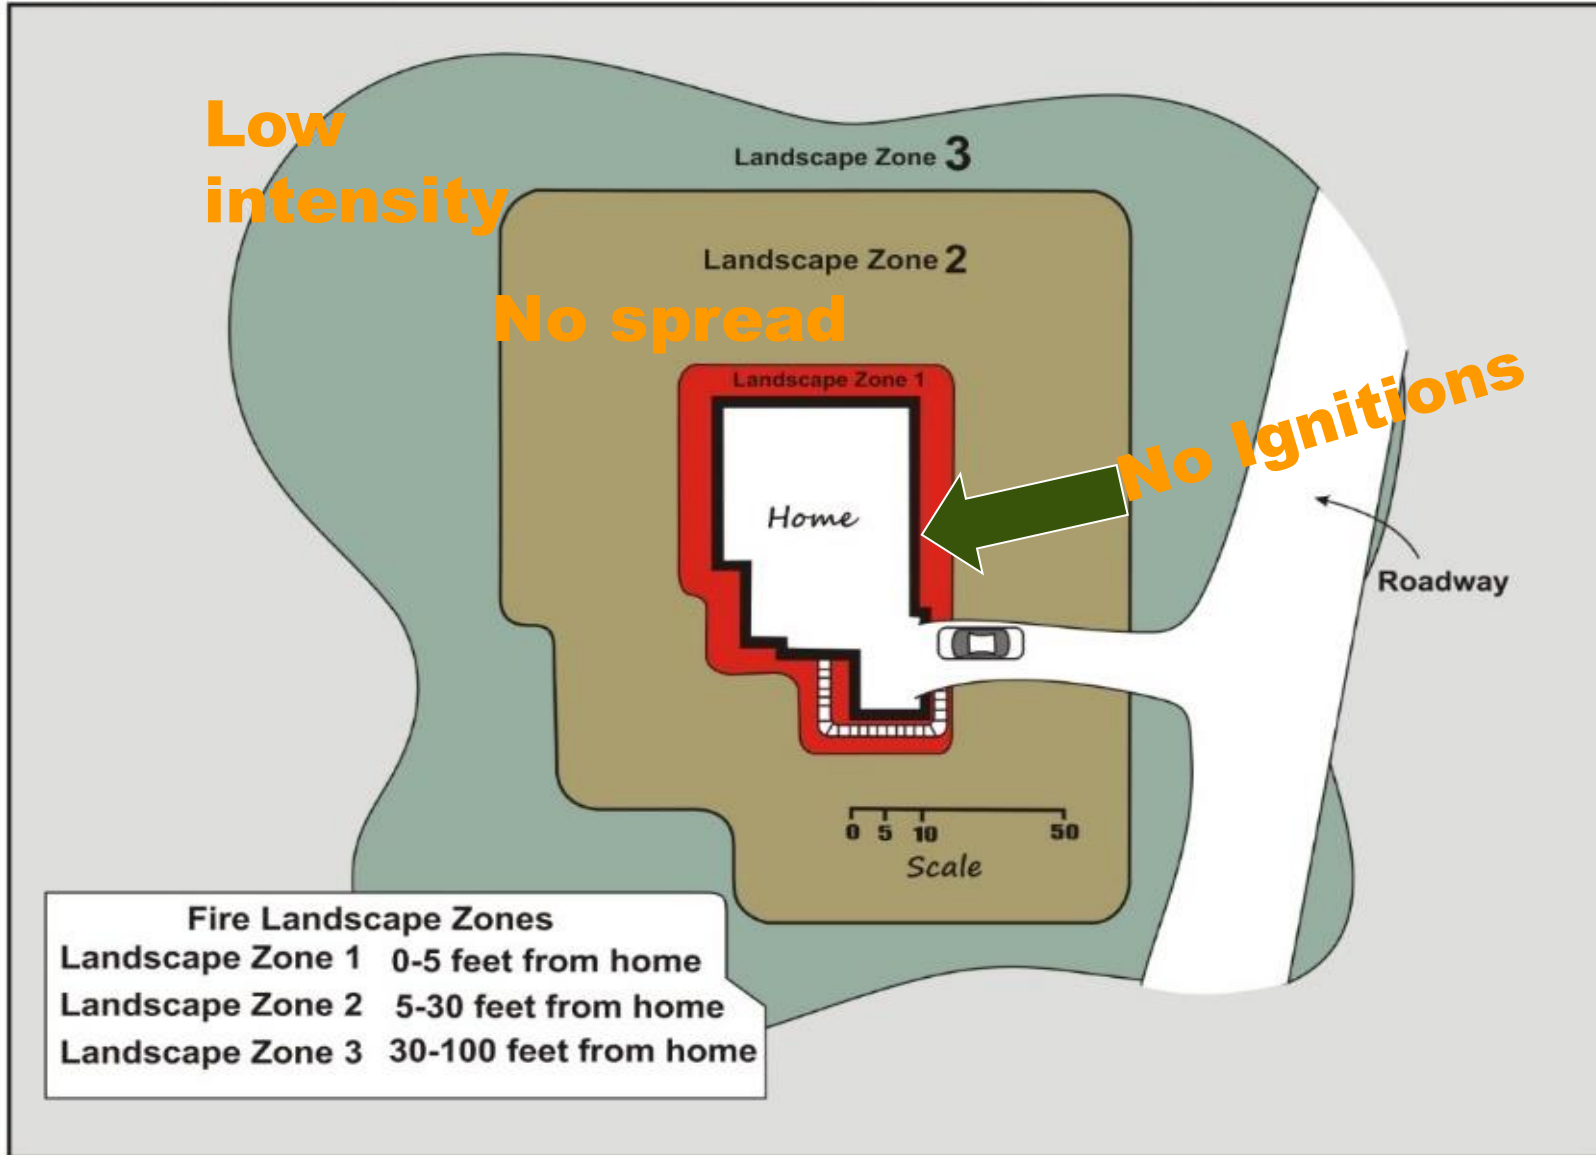 Low
intensity
Landscape Zone 3
Landscape Zone 2
No spread
Landscape Zone 1
No Ignitions
Home
Roadway
0 5 10 50
Scale
Fire Landscape Zones
Landscape Zone 1 0-5 feet from home
Landscape Zone 2 5-30 feet from home
Landscape Zone 3 30-100 feet from home